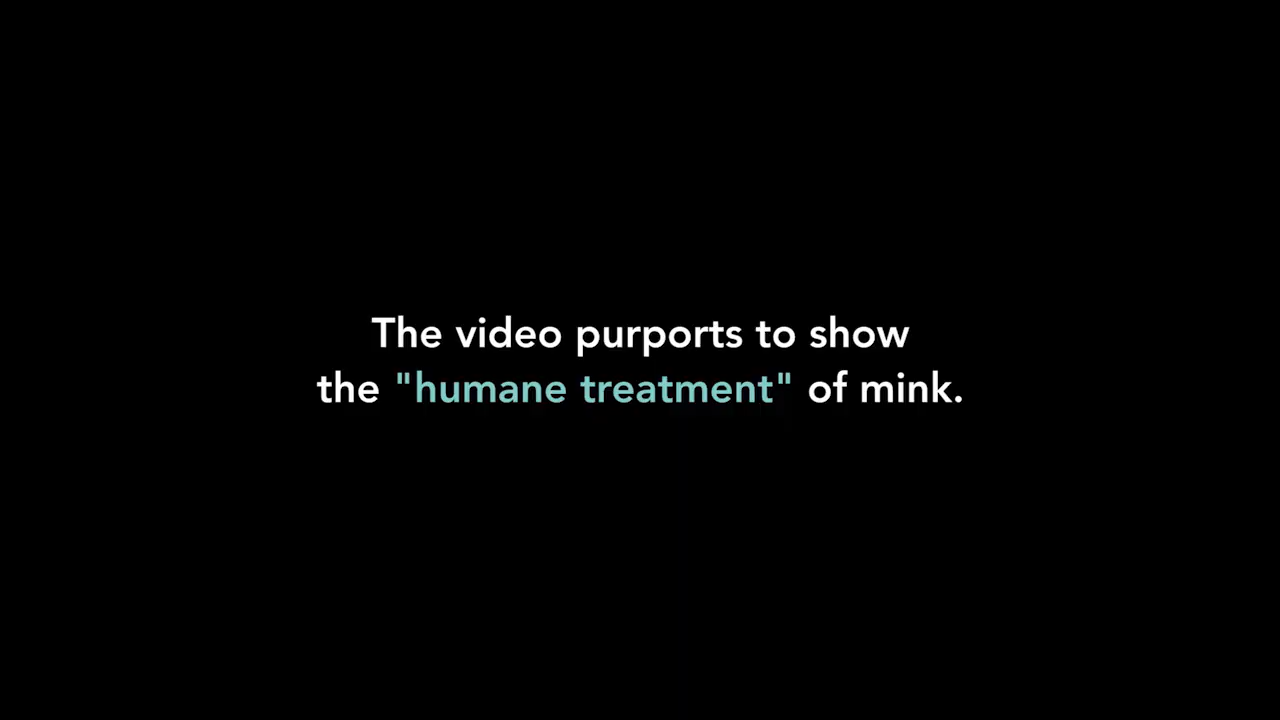 The video purports to show
the "humane treatment" of mink.